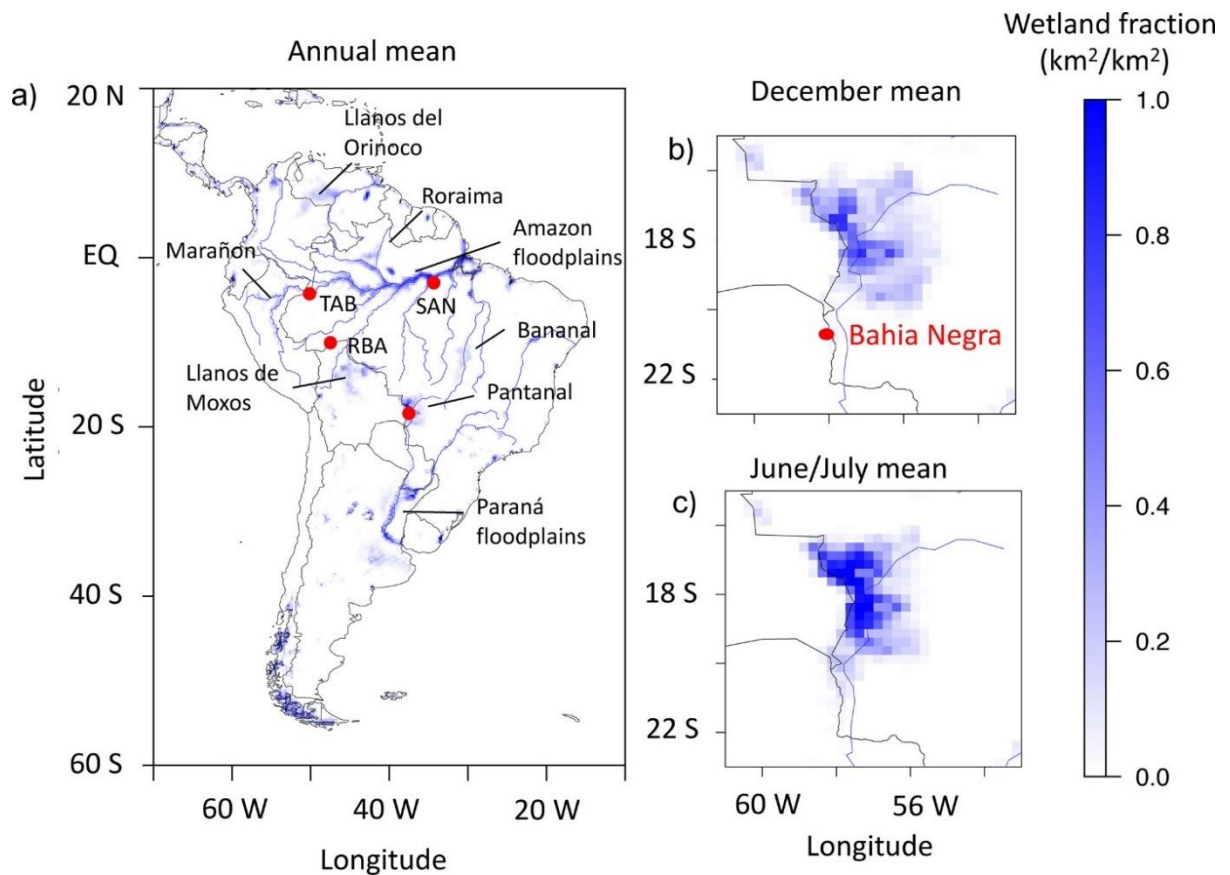 Annual mean
a)
20 N
EQ
20 S
40 S
60 S
Latitude
60 W
40 W
20 W
Longitude
Llanos del
Orinoco
Roraima
Amazon
floodplains
Marañon
TAB
SAN
RBA
Bananal
Llanos de
Moxos
Pantanal
Paraná
floodplains
December mean
b)
18 S
22 S
Bahia Negra
June/July mean
c)
18 S
22 S
60 W
56 W
Longitude
Wetland fraction
(km²/km²)
1.0
0.8
0.6
0.4
0.2
0.0